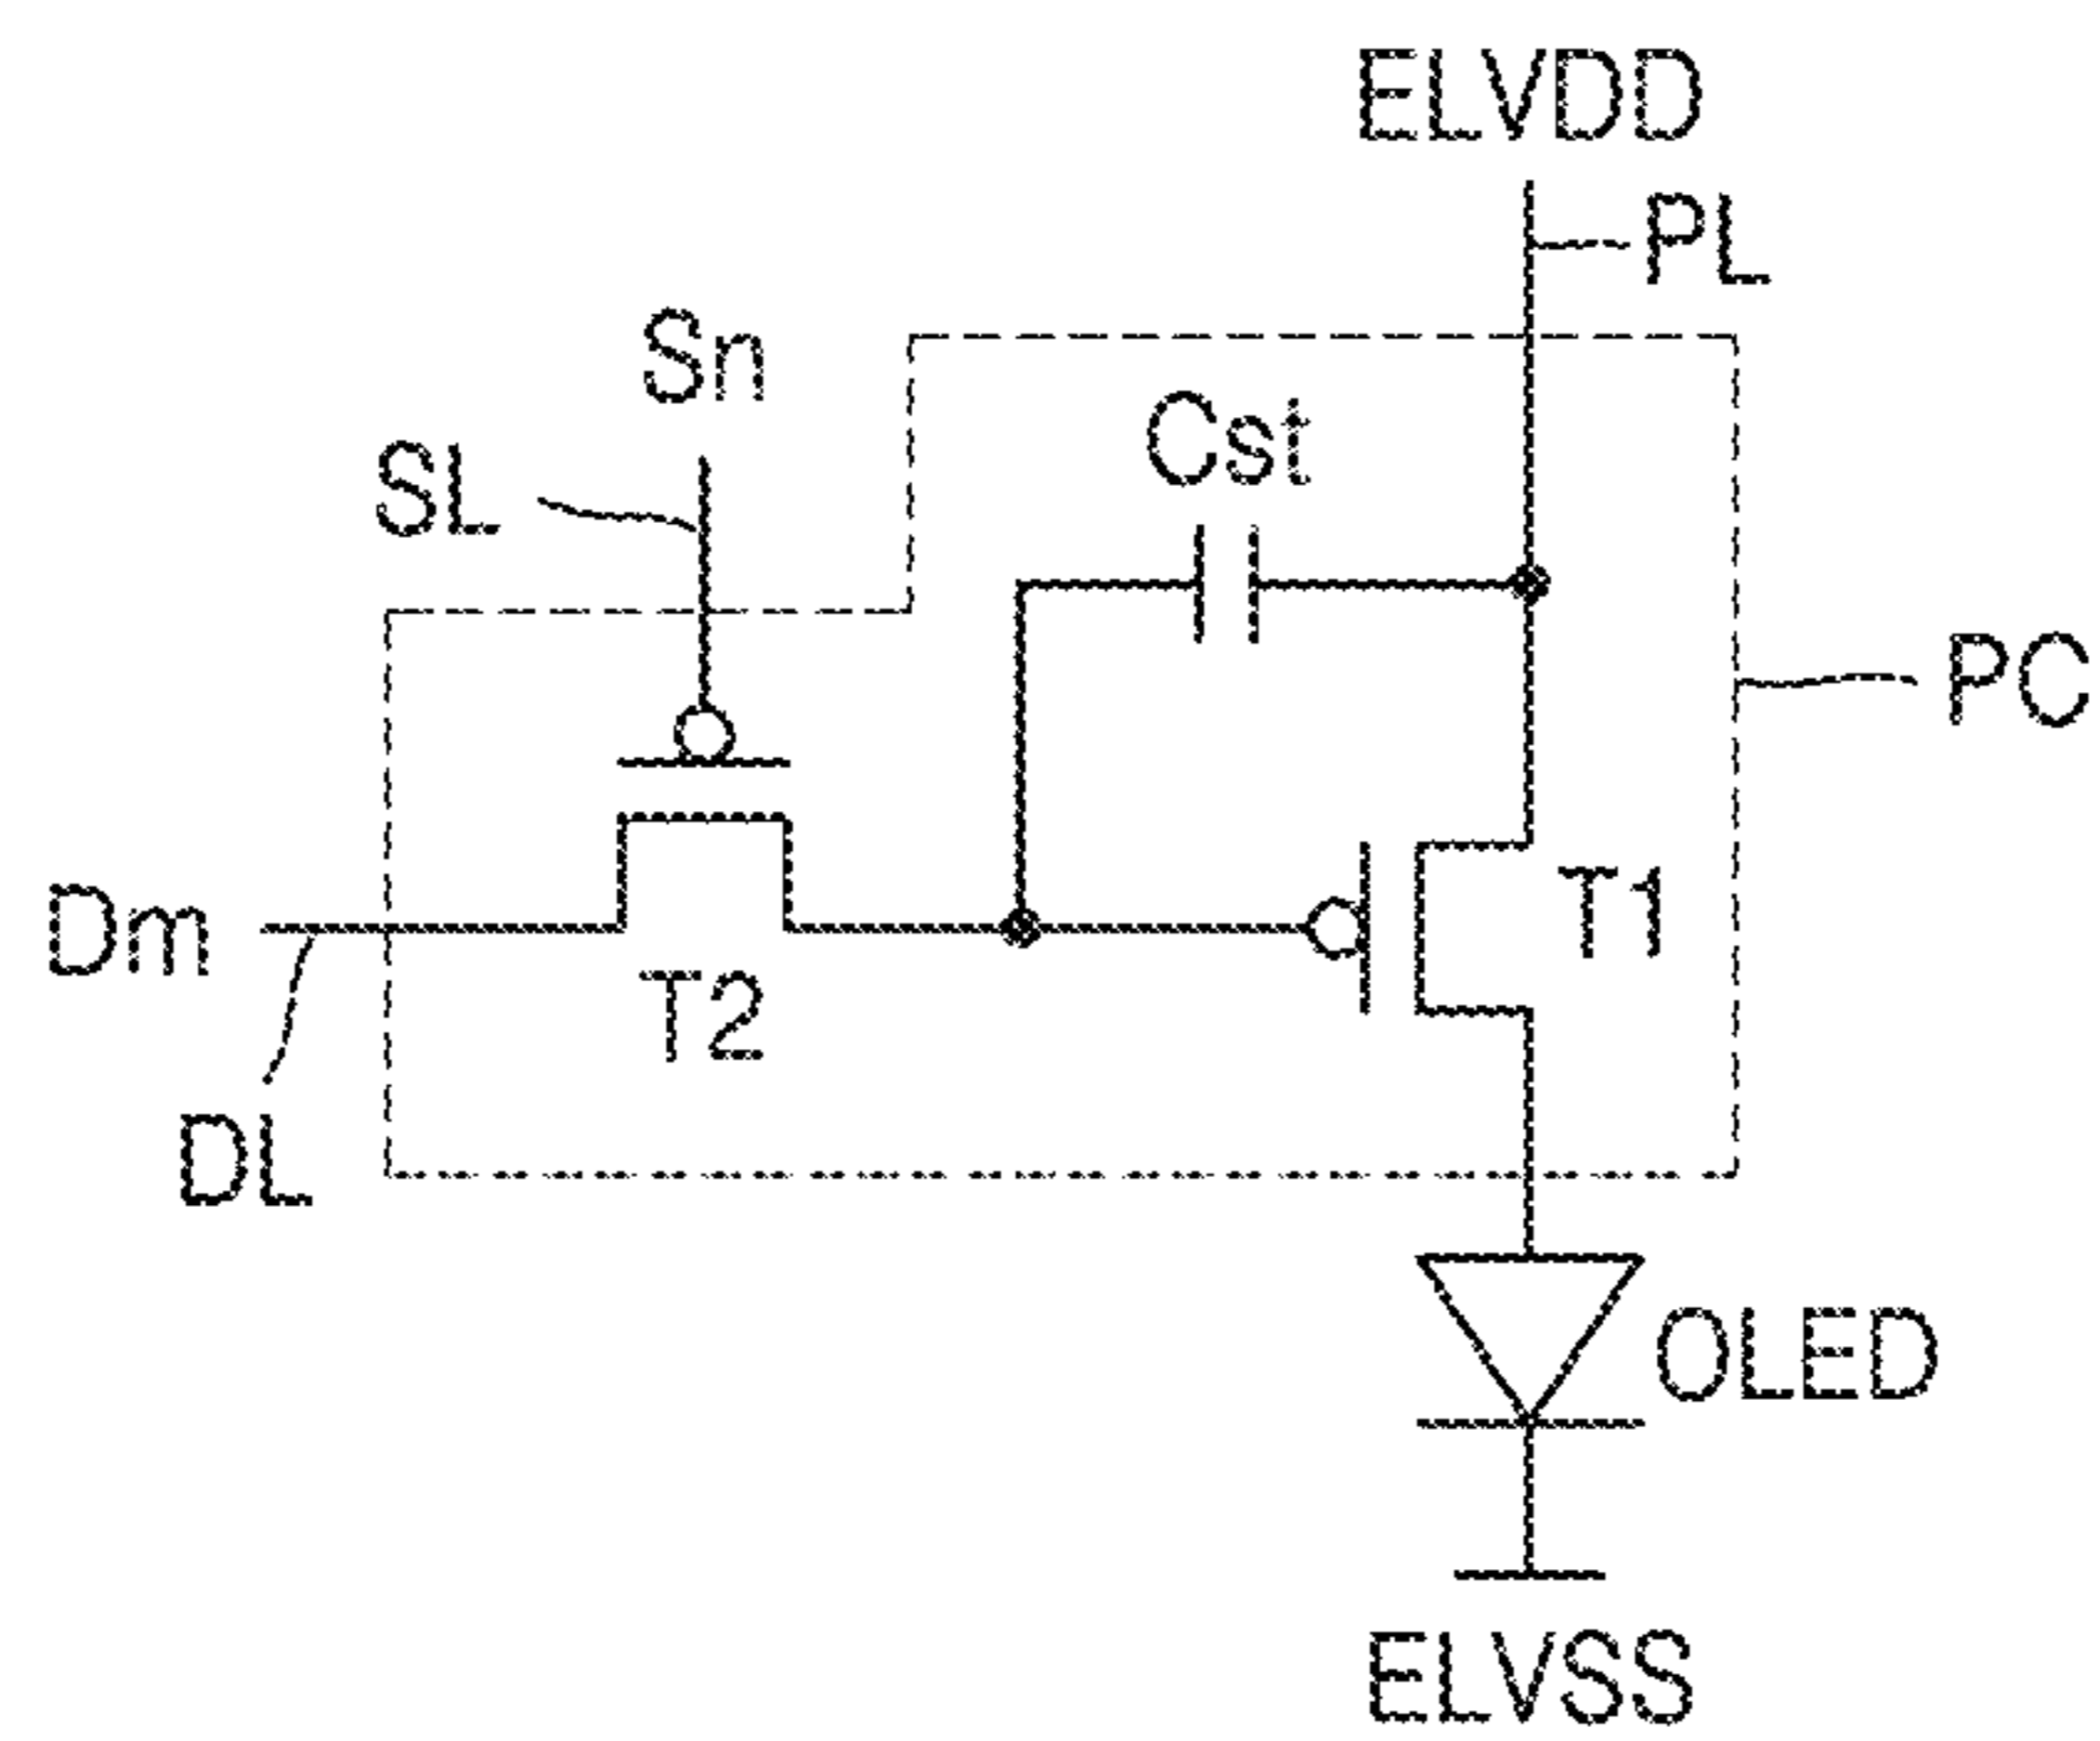 ELVDD
PL
Sn
Cst
SL
PC
T1
Dm
T2
DL
OLED
ELVSS